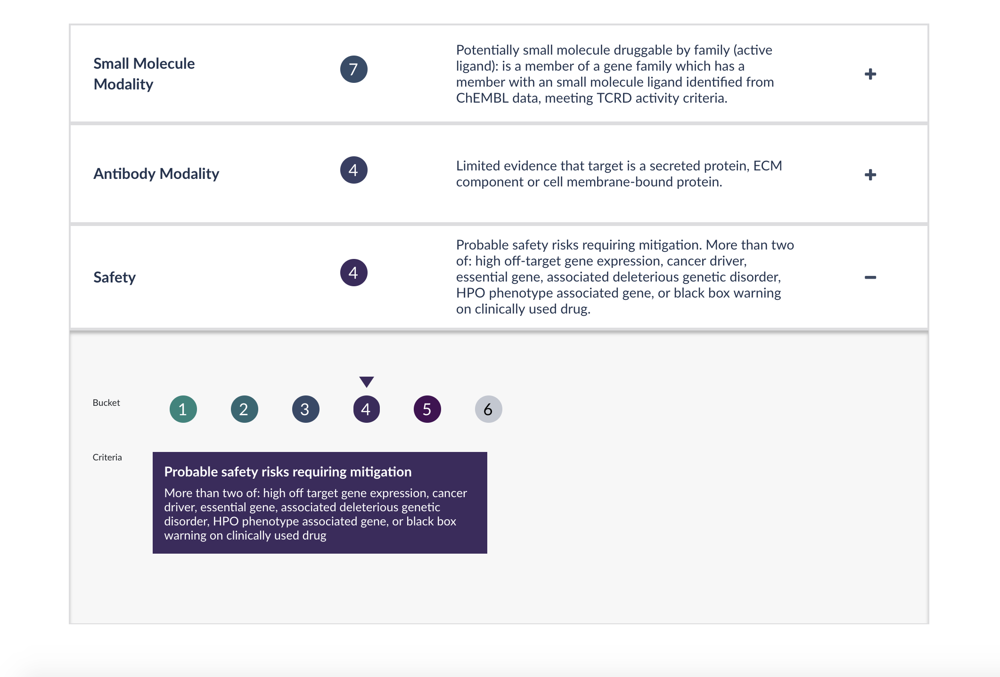 Small Molecule
Modality
7
Potentially small molecule druggable by family (active
ligand): is a member of a gene family which has a
member with an small molecule ligand identified from
ChEMBL data, meeting TCRD activity criteria.
Antibody Modality
4
Limited evidence that target is a secreted protein, ECM
component or cell membrane-bound protein.
Safety
4
Probable safety risks requiring mitigation. More than two
of: high off-target gene expression, cancer driver,
essential gene, associated deleterious genetic disorder,
HPO phenotype associated gene, or black box warning
on clinically used drug.
Bucket
1 2 3 4 5 6
Criteria
Probable safety risks requiring mitigation
More than two of: high off target gene expression, cancer
driver, essential gene, associated deleterious genetic
disorder, HPO phenotype associated gene, or black box
warning on clinically used drug